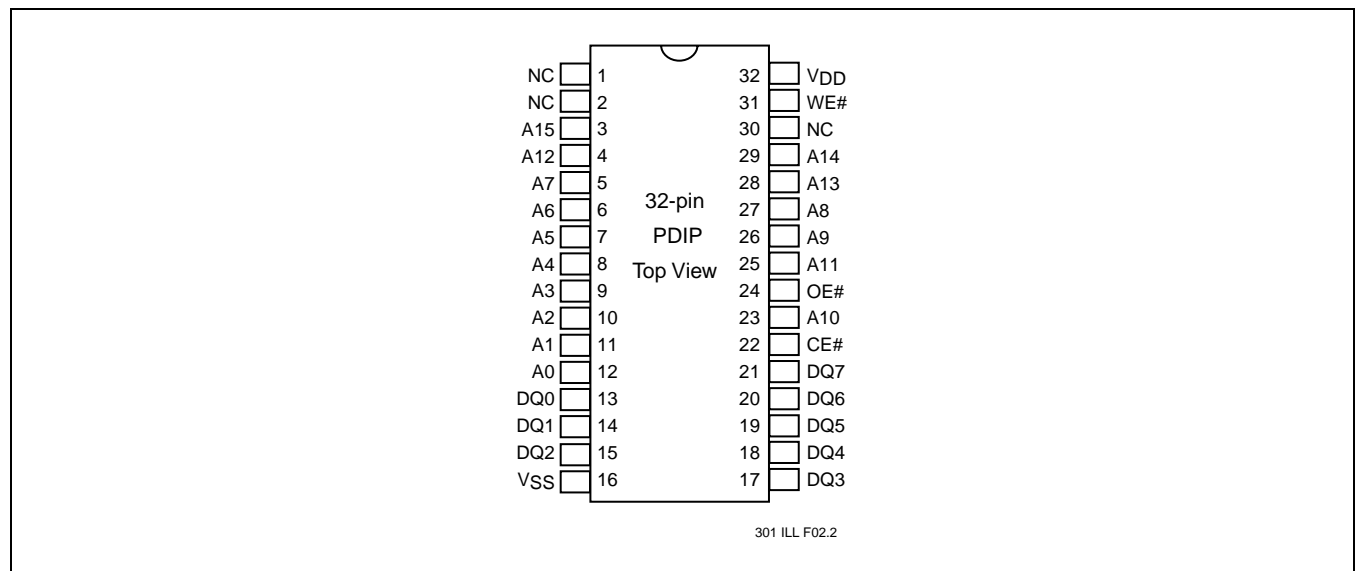 NC 1 32 VDD
NC 2 31 WE#
A15 3 30 NC
A12 4 29 A14
A7 5 28 A13
A6 6 32-pin 27 A8
A5 7 PDIP 26 A9
A4 8 Top View 25 A11
A3 9 24 OE#
A2 10 23 A10
A1 11 22 CE#
A0 12 21 DQ7
DQ0 13 20 DQ6
DQ1 14 19 DQ5
DQ2 15 18 DQ4
VSS 16 17 DQ3
301 ILL F02.2